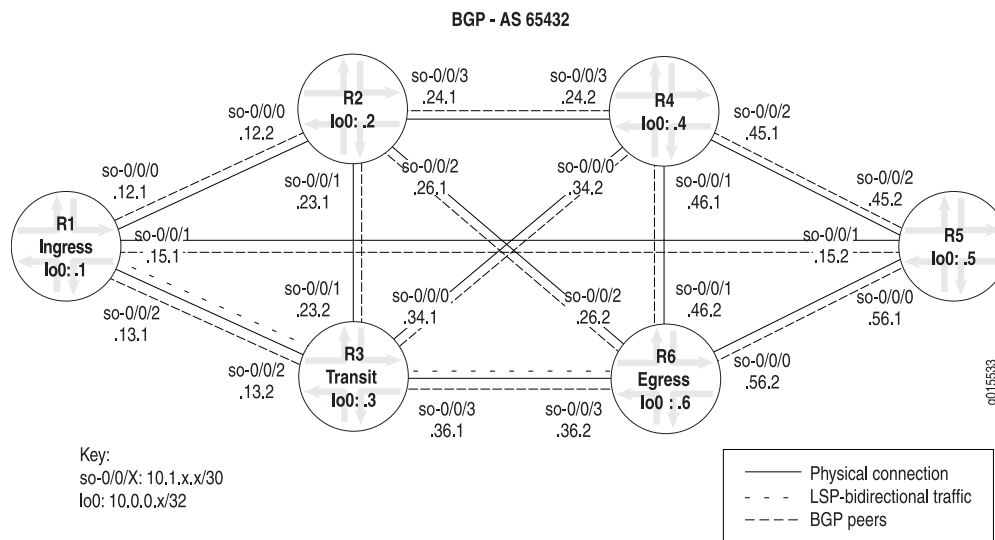 BGP - AS 65432
so-0/0/3
.24.1
so-0/0/3
.24.2
R2
lo0: .2
R4
lo0: .4
so-0/0/0
.12.2
so-0/0/2
.45.1
so-0/0/0
.12.1
so-0/0/2
.26.1
so-0/0/0
.34.2
so-0/0/1
.23.1
so-0/0/1
.46.1
so-0/0/2
.45.2
R1
Ingress
lo0: .1
so-0/0/1
.15.1
so-0/0/1
.15.2
R5
lo0: .5
so-0/0/2
.13.1
so-0/0/1
.23.2
so-0/0/0
.34.1
so-0/0/2
.26.2
so-0/0/1
.46.2
so-0/0/0
.56.1
so-0/0/2
.13.2
R3
Transit
lo0: .3
R6
Egress
lo0 : .6
so-0/0/0
.56.2
so-0/0/3
.36.1
so-0/0/3
.36.2
g015533
Key:
so-0/0/X: 10.1.x.x/30
lo0: 10.0.0.x/32
Physical connection
LSP-bidirectional traffic
BGP peers